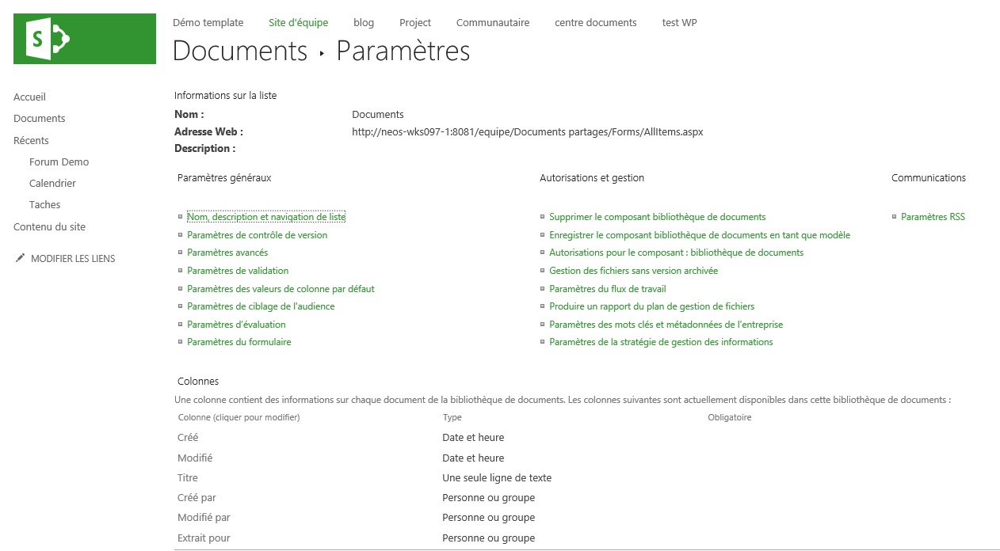 S
Démo template Site d'équipe blog Project Communautaire centre documents test WP
Documents ▸ Paramètres
Accueil
Documents
Récents
Forum Demo
Calendrier
Taches
Contenu du site
MODIFIER LES LIENS
Informations sur la liste
Nom : Documents
Adresse Web : http://neos-wks097-1:8081/equipe/Documents partages/Forms/AllItems.aspx
Description :
Paramètres généraux
Nom, description et navigation de liste
Paramètres de contrôle de version
Paramètres avancés
Paramètres de validation
Paramètres des valeurs de colonne par défaut
Paramètres de ciblage de l'audience
Paramètres d'évaluation
Paramètres du formulaire
Autorisations et gestion
Supprimer le composant bibliothèque de documents
Enregistrer le composant bibliothèque de documents en tant que modèle
Autorisations pour le composant : bibliothèque de documents
Gestion des fichiers sans version archivée
Paramètres du flux de travail
Produire un rapport du plan de gestion de fichiers
Paramètres des mots clés et métadonnées de l'entreprise
Paramètres de la stratégie de gestion des informations
Communications
Paramètres RSS
Colonnes
Une colonne contient des informations sur chaque document de la bibliothèque de documents. Les colonnes suivantes sont actuellement disponibles dans cette bibliothèque de documents :
Colonne (cliquer pour modifier) Type Obligatoire
Créé Date et heure
Modifié Date et heure
Titre Une seule ligne de texte
Créé par Personne ou groupe
Modifié par Personne ou groupe
Extrait pour Personne ou groupe